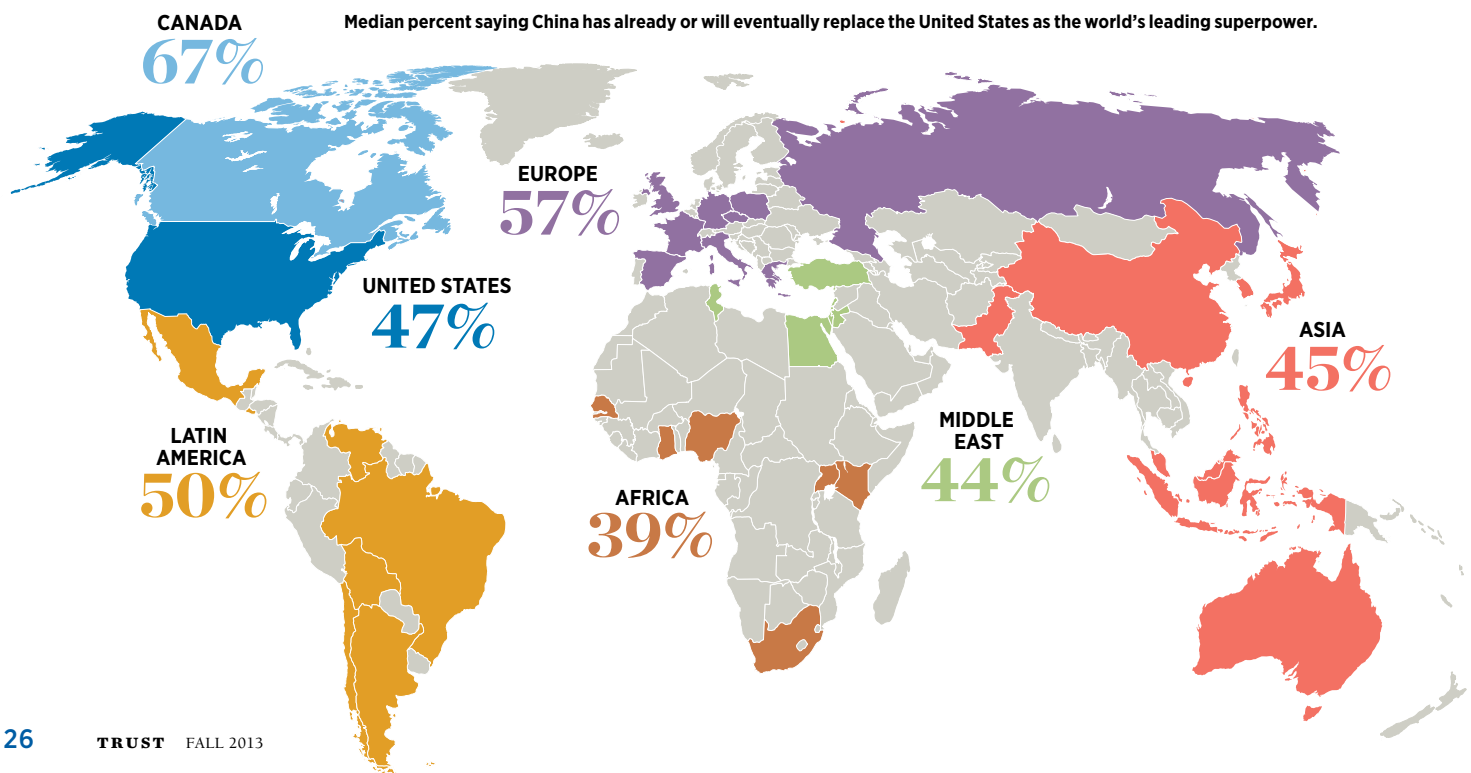 Median percent saying China has already or will eventually replace the United States as the world’s leading superpower.
CANADA
67%
EUROPE
57%
UNITED STATES
47%
ASIA
45%
LATIN
AMERICA
50%
MIDDLE
EAST
44%
AFRICA
39%
26 TRUST FALL 2013